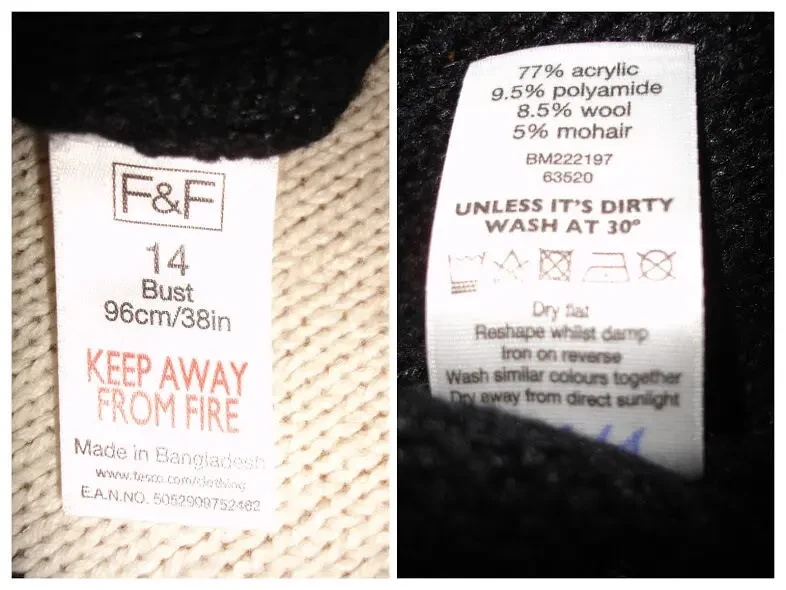 F&F
14
Bust
96cm/38in
KEEP AWAY
FROM FIRE
Made in Bangladesh
www.tesco.com/clothing
E.A.N.NO. 5052909752462
77% acrylic
9.5% polyamide
8.5% wool
5% mohair
BM222197
63520
UNLESS IT'S DIRTY
WASH AT 30°
Dry flat
Reshape whilst damp
Iron on reverse
Wash similar colours together
Dry away from direct sunlight